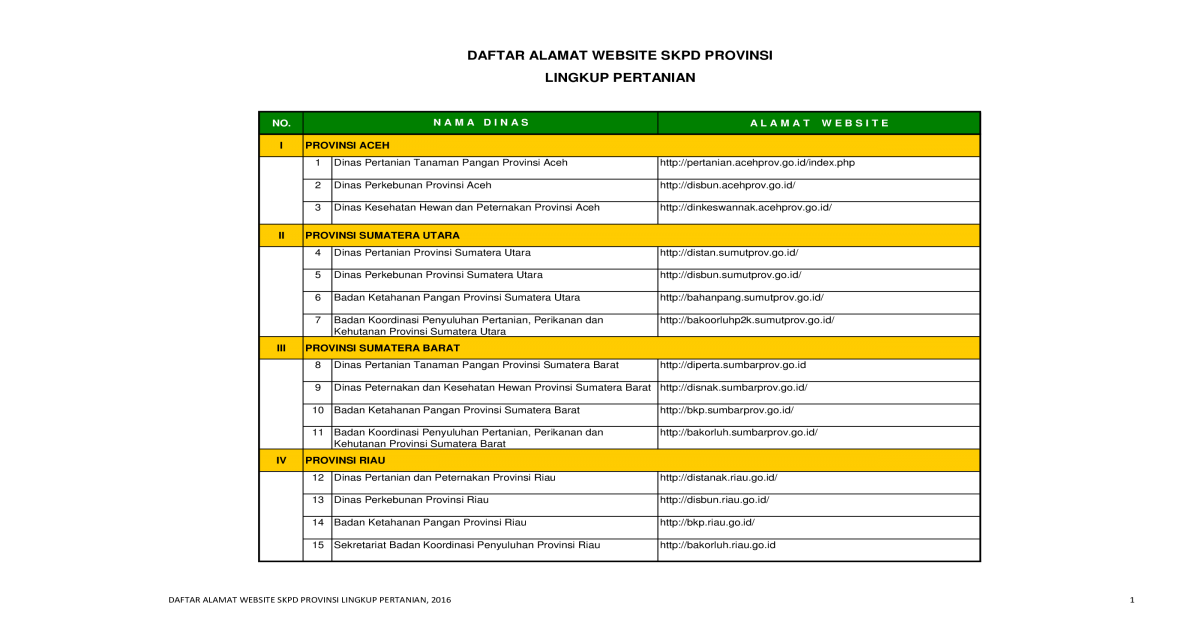 DAFTAR ALAMAT WEBSITE SKPD PROVINSI
LINGKUP PERTANIAN
NO. NAMA DINAS ALAMAT WEBSITE
I PROVINSI ACEH
1 Dinas Pertanian Tanaman Pangan Provinsi Aceh http://pertanian.acehprov.go.id/index.php
2 Dinas Perkebunan Provinsi Aceh http://disbun.acehprov.go.id/
3 Dinas Kesehatan Hewan dan Peternakan Provinsi Aceh http://dinkeswannak.acehprov.go.id/
II PROVINSI SUMATERA UTARA
4 Dinas Pertanian Provinsi Sumatera Utara http://distan.sumutprov.go.id/
5 Dinas Perkebunan Provinsi Sumatera Utara http://disbun.sumutprov.go.id/
6 Badan Ketahanan Pangan Provinsi Sumatera Utara http://bahanpang.sumutprov.go.id/
7 Badan Koordinasi Penyuluhan Pertanian, Perikanan dan http://bakoorluhp2k.sumutprov.go.id/
Kehutanan Provinsi Sumatera Utara
III PROVINSI SUMATERA BARAT
8 Dinas Pertanian Tanaman Pangan Provinsi Sumatera Barat http://diperta.sumbarprov.go.id
9 Dinas Peternakan dan Kesehatan Hewan Provinsi Sumatera Barat http://disnak.sumbarprov.go.id/
10 Badan Ketahanan Pangan Provinsi Sumatera Barat http://bkp.sumbarprov.go.id/
11 Badan Koordinasi Penyuluhan Pertanian, Perikanan dan http://bakorluh.sumbarprov.go.id/
Kehutanan Provinsi Sumatera Barat
IV PROVINSI RIAU
12 Dinas Pertanian dan Peternakan Provinsi Riau http://distanak.riau.go.id/
13 Dinas Perkebunan Provinsi Riau http://disbun.riau.go.id/
14 Badan Ketahanan Pangan Provinsi Riau http://bkp.riau.go.id/
15 Sekretariat Badan Koordinasi Penyuluhan Provinsi Riau http://bakorluh.riau.go.id
DAFTAR ALAMAT WEBSITE SKPD PROVINSI LINGKUP PERTANIAN, 2016 1